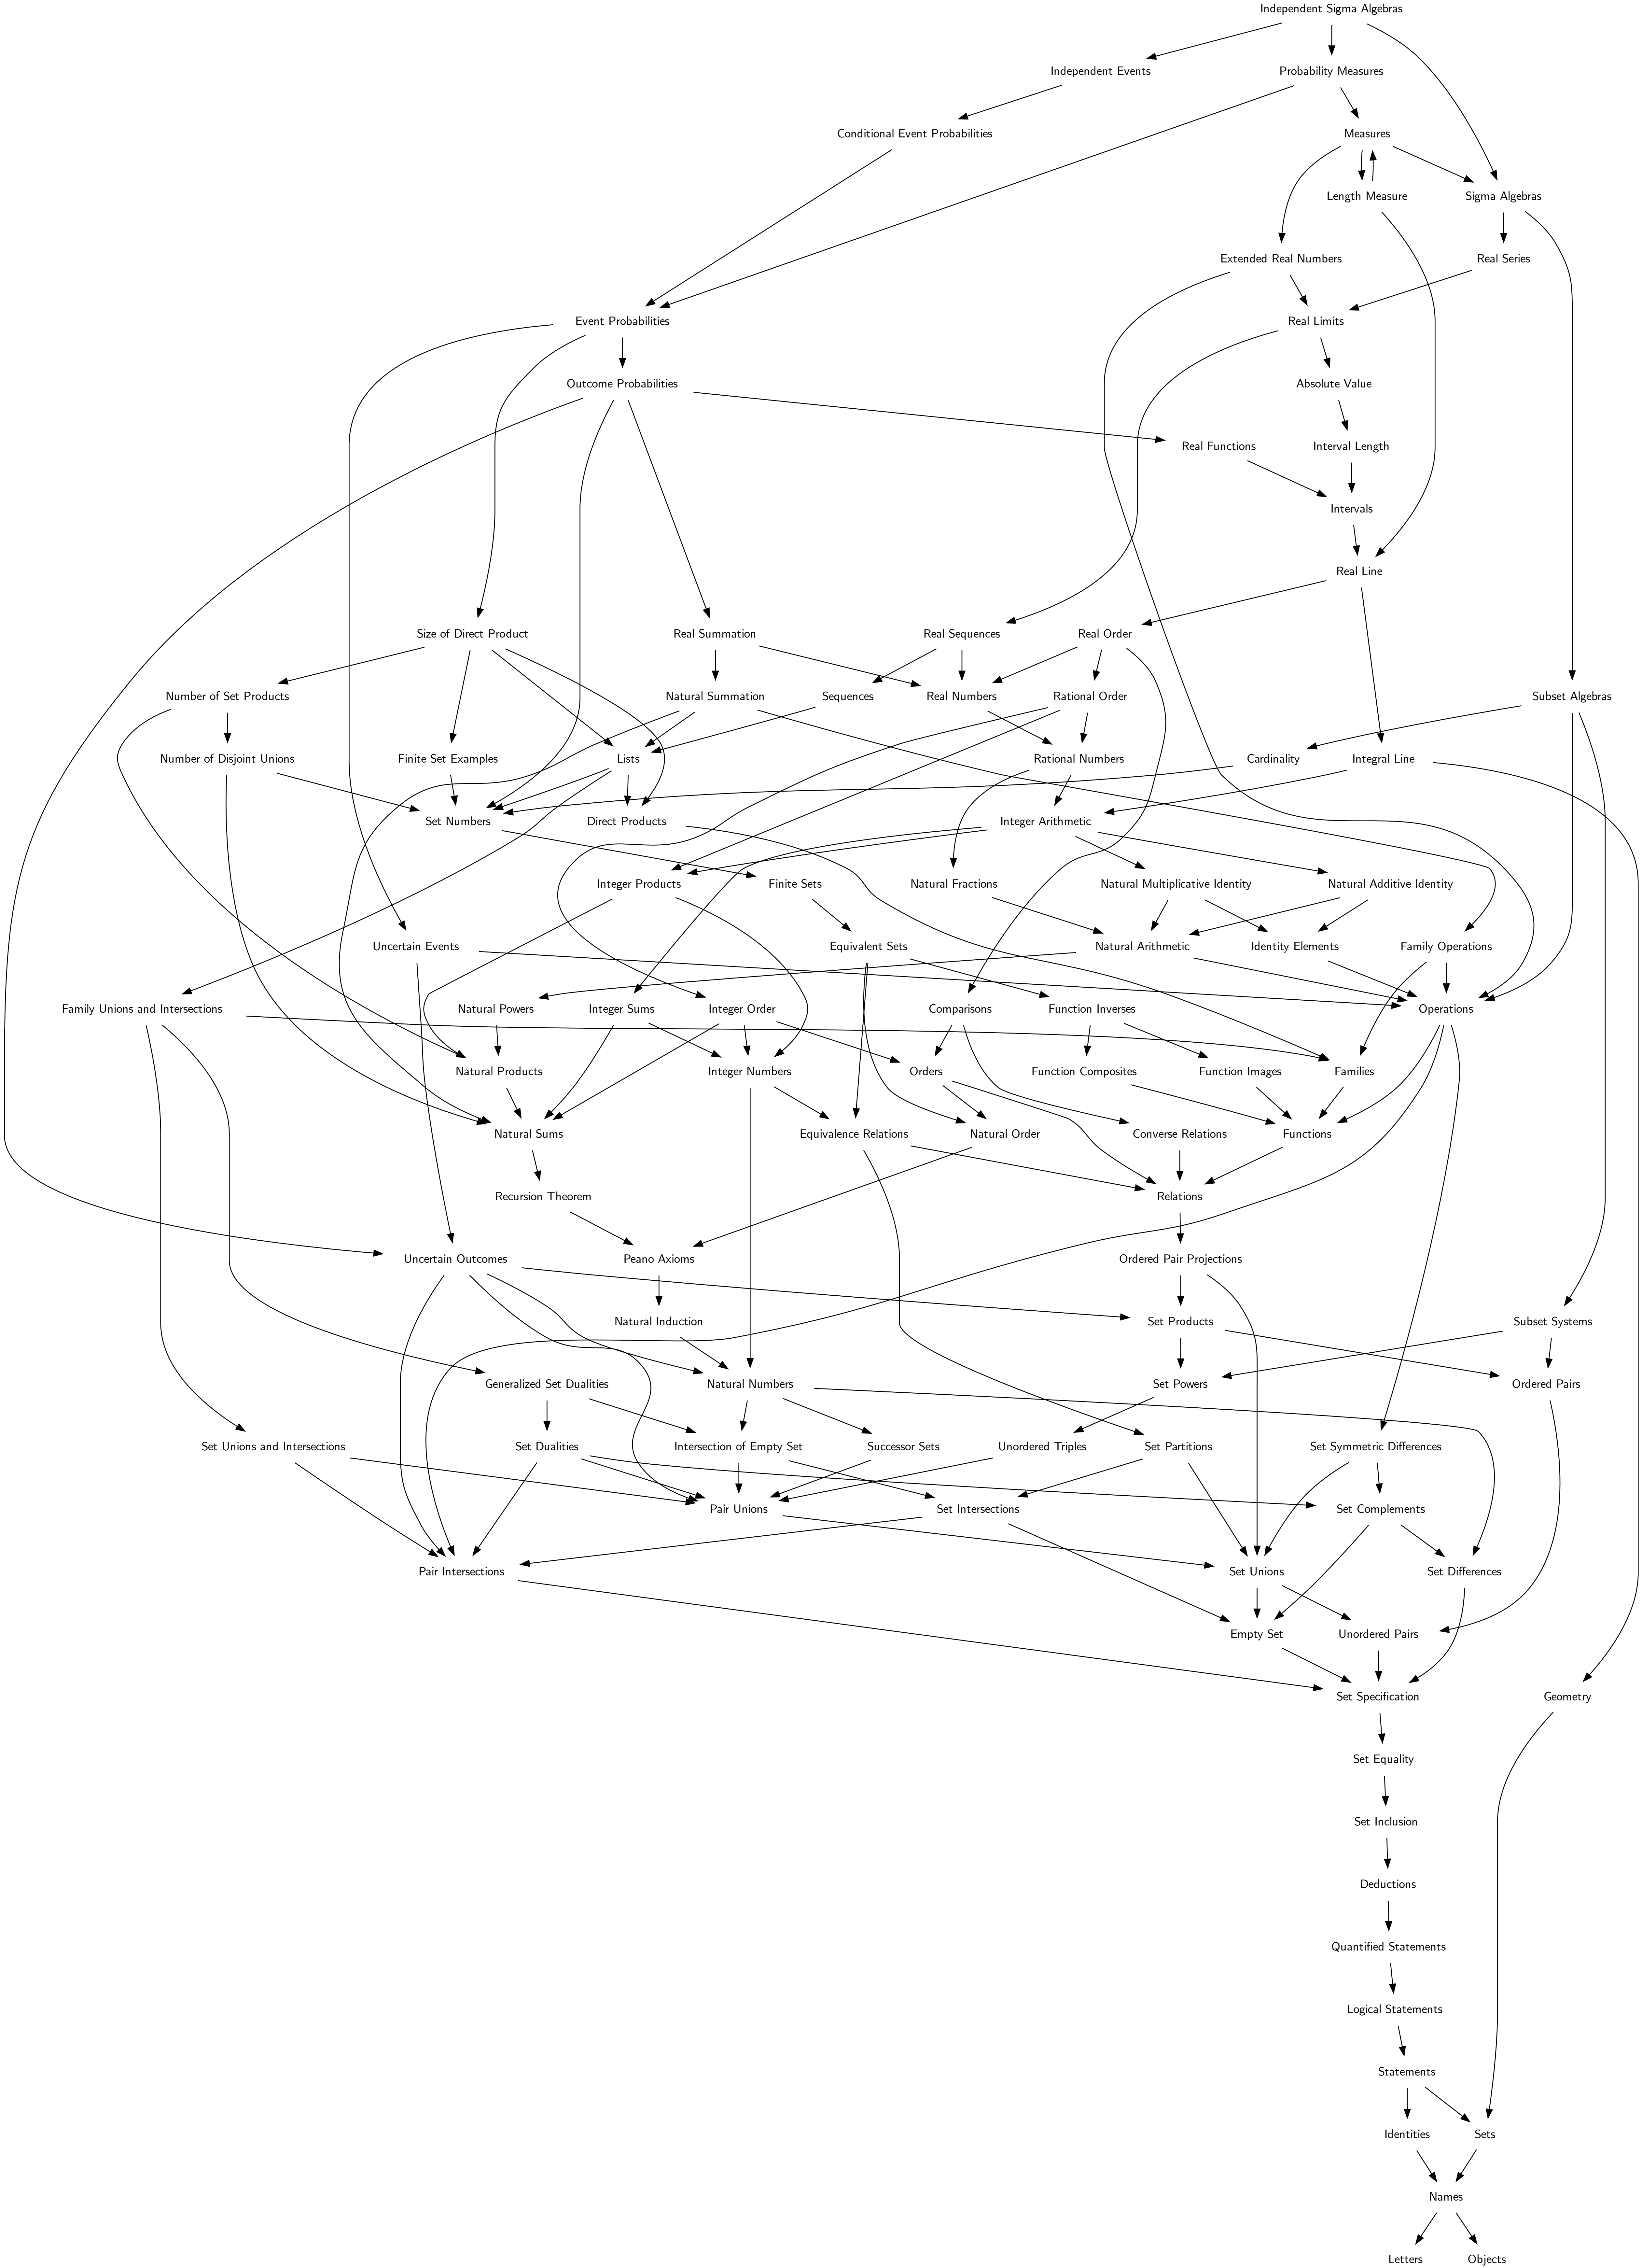 Independent Sigma Algebras
Independent Events
Probability Measures
Conditional Event Probabilities
Measures
Length Measure
Sigma Algebras
Extended Real Numbers
Real Series
Event Probabilities
Real Limits
Outcome Probabilities
Absolute Value
Real Functions
Interval Length
Intervals
Real Line
Size of Direct Product
Real Summation
Real Sequences
Real Order
Number of Set Products
Natural Summation
Sequences
Real Numbers
Rational Order
Subset Algebras
Number of Disjoint Unions
Finite Set Examples
Lists
Rational Numbers
Cardinality
Integral Line
Set Numbers
Direct Products
Integer Arithmetic
Integer Products
Finite Sets
Natural Fractions
Natural Multiplicative Identity
Natural Additive Identity
Uncertain Events
Equivalent Sets
Natural Arithmetic
Identity Elements
Family Operations
Family Unions and Intersections
Natural Powers
Integer Sums
Integer Order
Comparisons
Function Inverses
Operations
Natural Products
Integer Numbers
Orders
Function Composites
Function Images
Families
Natural Sums
Equivalence Relations
Natural Order
Converse Relations
Functions
Recursion Theorem
Relations
Uncertain Outcomes
Peano Axioms
Ordered Pair Projections
Natural Induction
Set Products
Subset Systems
Generalized Set Dualities
Natural Numbers
Set Powers
Ordered Pairs
Set Unions and Intersections
Set Dualities
Intersection of Empty Set
Successor Sets
Unordered Triples
Set Partitions
Set Symmetric Differences
Pair Unions
Set Intersections
Set Complements
Pair Intersections
Set Unions
Set Differences
Empty Set
Unordered Pairs
Set Specification
Geometry
Set Equality
Set Inclusion
Deductions
Quantified Statements
Logical Statements
Statements
Identities
Sets
Names
Letters
Objects